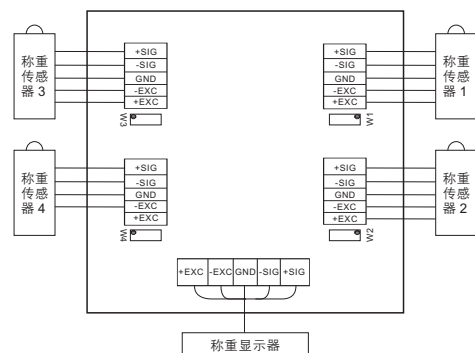 称重
传感
器 3
+SIG
-SIG
GND
-EXC
+EXC
W3
+SIG
-SIG
GND
-EXC
+EXC
W1
称重
传感
器 1
称重
传感
器 4
+SIG
-SIG
GND
-EXC
+EXC
W4
+SIG
-SIG
GND
-EXC
+EXC
W2
称重
传感
器 2
+EXC -EXC GND -SIG +SIG
称重显示器